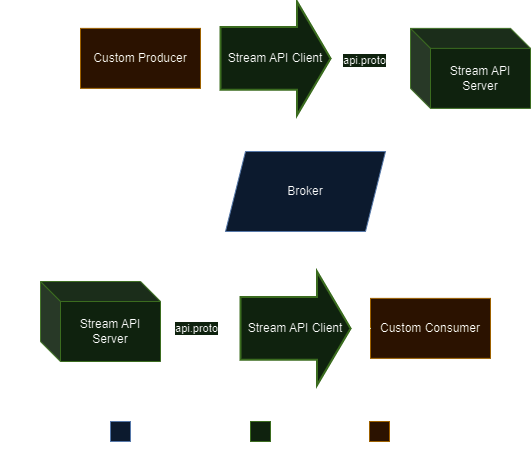 Custom Producer
Stream API Client
api.proto
Stream API
Server
Broker
Stream API
Server
api.proto
Stream API Client
Custom Consumer